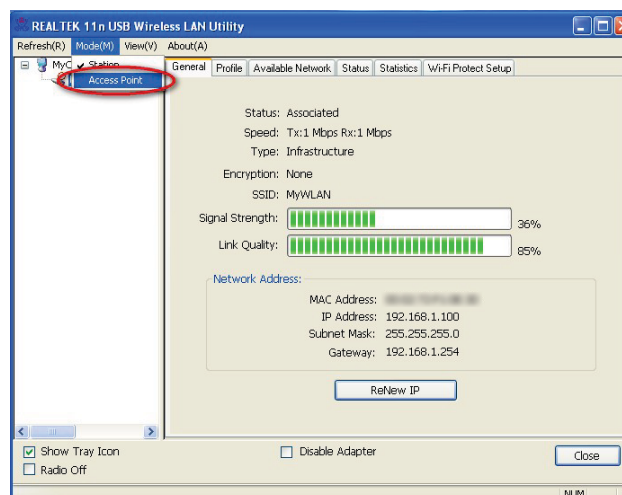 REALTEK 11n USB Wireless LAN Utility
Refresh(R) Mode(M) View(V) About(A)
Station
Access Point
General Profile Available Network Status Statistics Wi-Fi Protect Setup
Status: Associated
Speed: Tx:1 Mbps Rx:1 Mbps
Type: Infrastructure
Encryption: None
SSID: MyWLAN
Signal Strength: 36%
Link Quality: 85%
Network Address:
MAC Address:
IP Address: 192.168.1.100
Subnet Mask: 255.255.255.0
Gateway: 192.168.1.254
ReNew IP
Show Tray Icon
Disable Adapter
Close
Radio Off
NUM